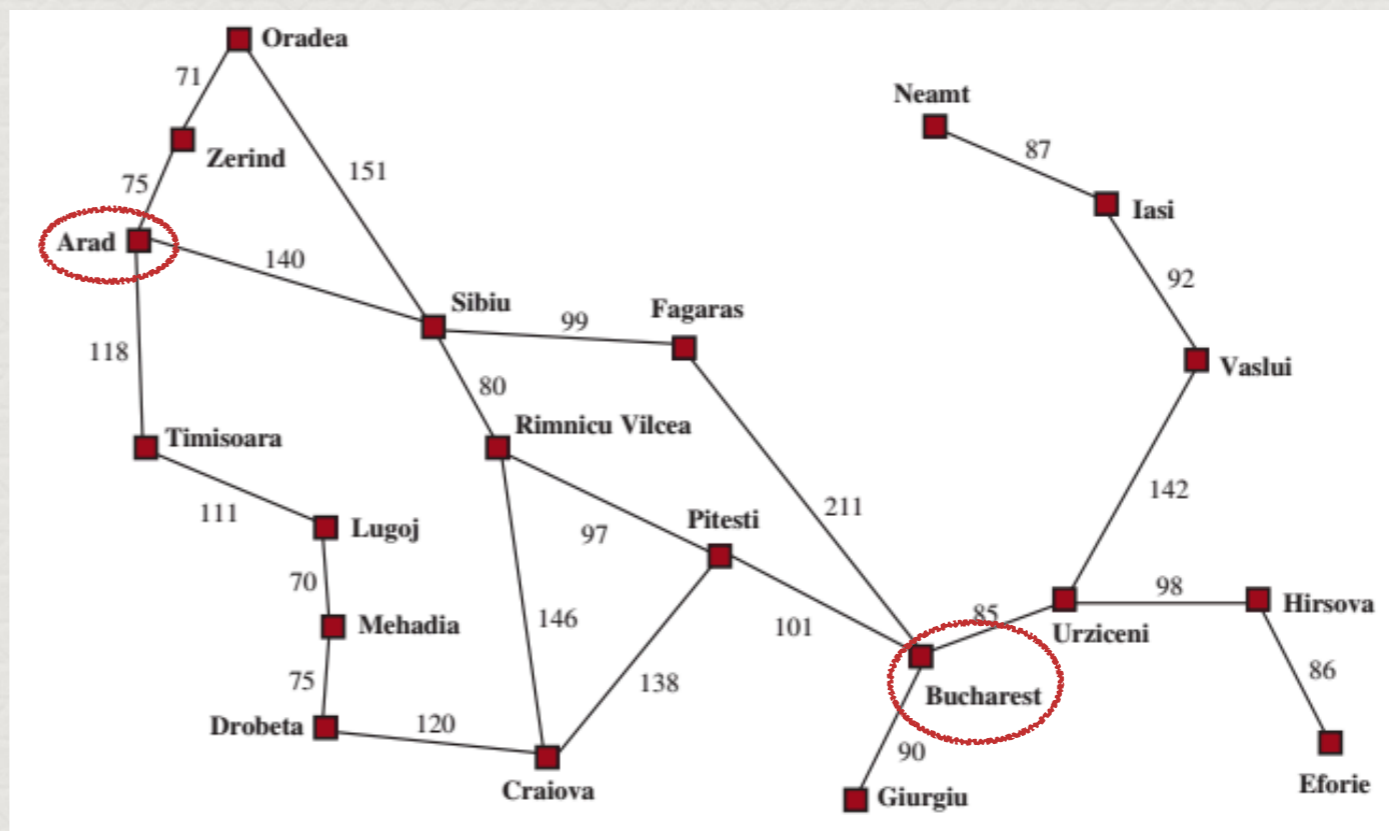 Oradea
71
Neamt
87
Zerind
151
75
Iasi
Arad
140
92
Sibiu
Fagaras
99
118
Vaslui
80
Rimnicu Vilcea
Timisoara
142
211
111
Pitesti
Lugoj
97
70
98
Hirsova
146
101
85
Mehadia
Urziceni
86
75
138
Bucharest
Drobeta
120
90
Craiova
Giurgiu
Eforie